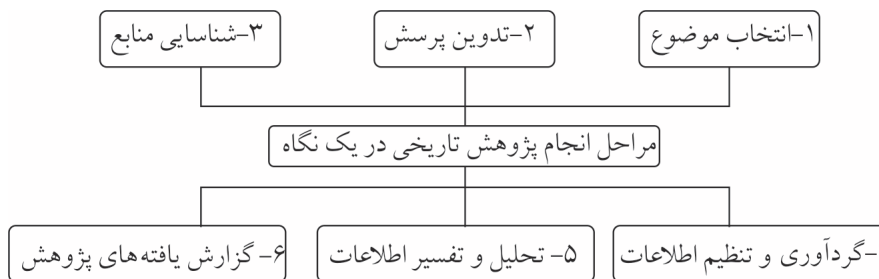 ۱-انتخاب موضوع
۲-تدوین پرسش
۳-شناسایی منابع
مراحل انجام پژوهش تاریخی در یک نگاه
-گردآوری و تنظیم اطلاعات
۵- تحلیل و تفسیر اطلاعات
۶- گزارش یافته‌های پژوهش